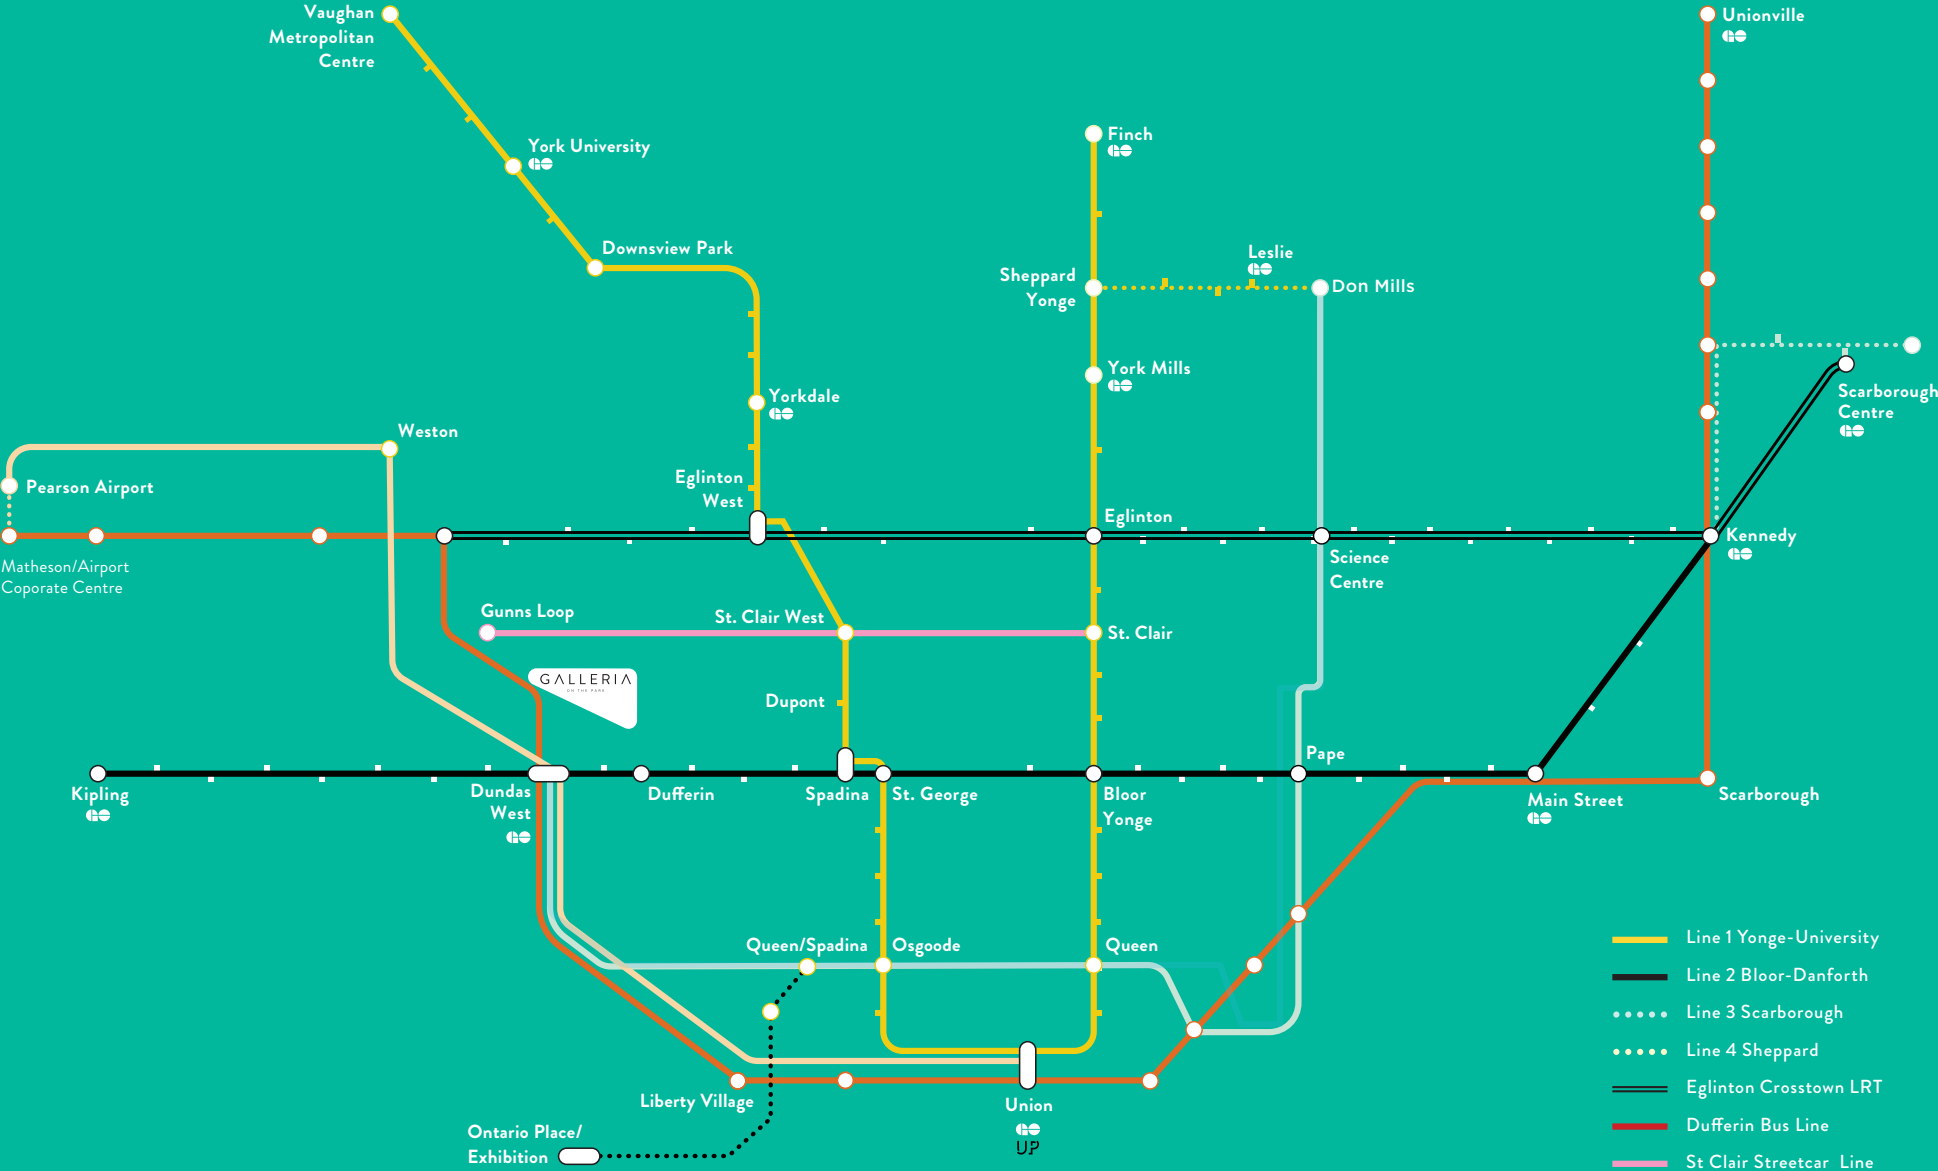 Vaughan
Metropolitan
Centre
Unionville
York University
Finch
Downsview Park
Leslie
Sheppard
Yonge
Don Mills
York Mills
Yorkdale
Scarborough
Centre
Weston
Eglinton
West
Pearson Airport
Eglinton
Kennedy
Science
Centre
Matheson/Airport
Coporate Centre
Gunns Loop
St. Clair West
St. Clair
GALLERIA
ON THE PARK
Dupont
Pape
Kipling
Dundas
West
Dufferin
Spadina
St. George
Bloor
Yonge
Main Street
Scarborough
Queen/Spadina
Osgoode
Queen
Liberty Village
Union
UP
Ontario Place/
Exhibition
Line 1 Yonge-University
Line 2 Bloor-Danforth
Line 3 Scarborough
Line 4 Sheppard
Eglinton Crosstown LRT
Dufferin Bus Line
St Clair Streetcar Line